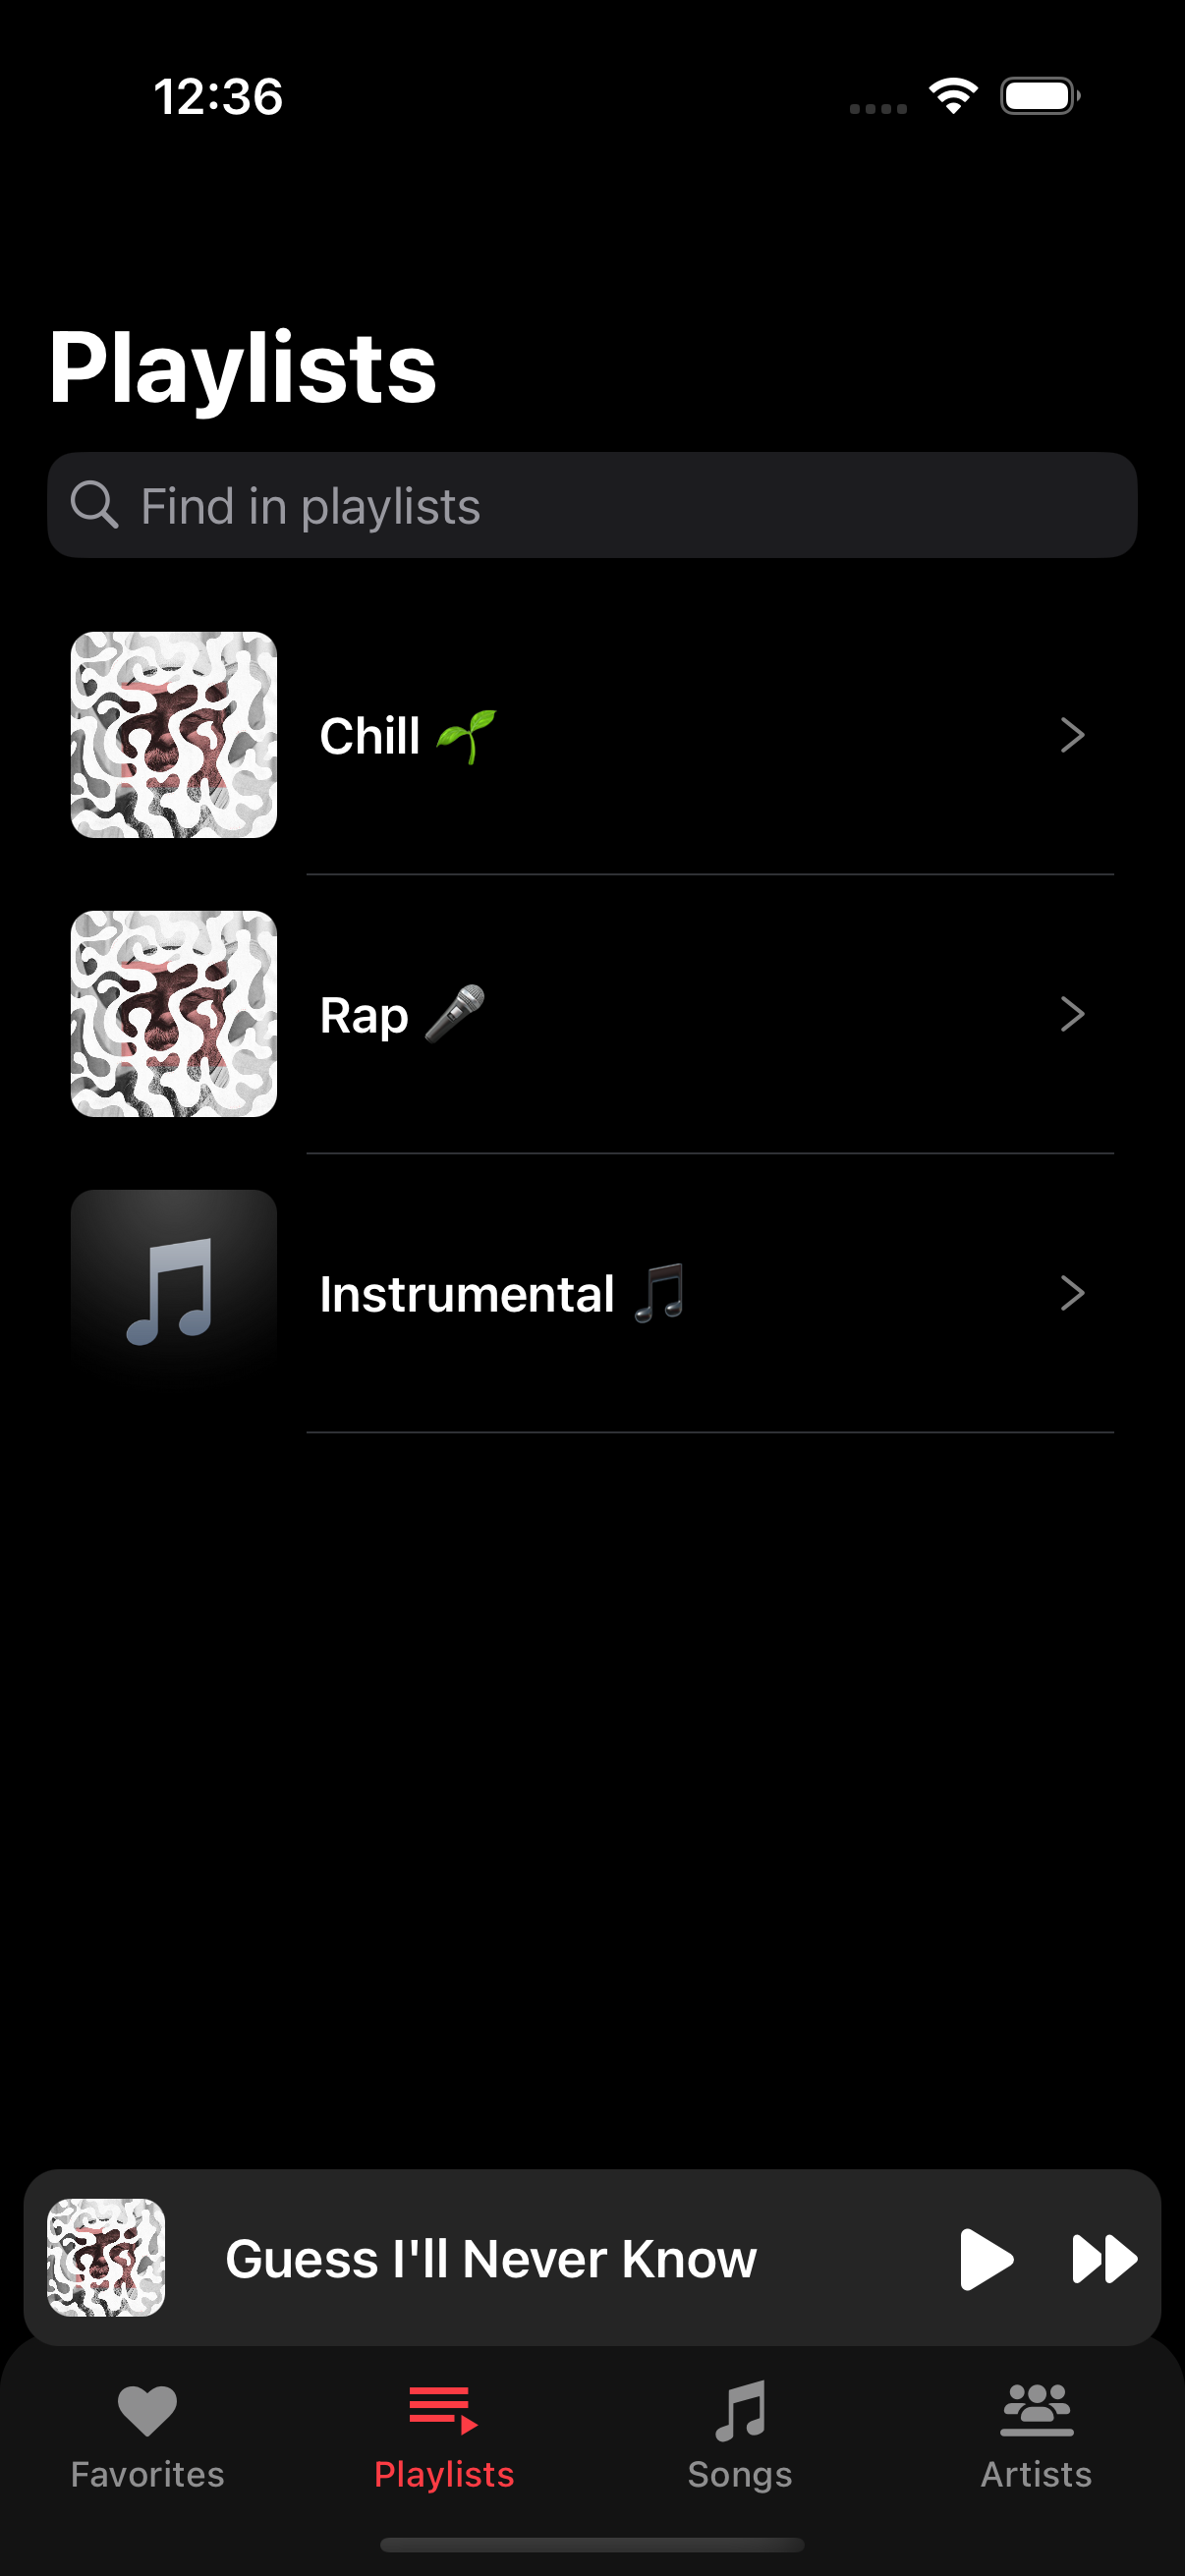 12:36
Playlists
Find in playlists
Chill 🌱
Rap 🎤
Instrumental 🎵
Guess I'll Never Know
Favorites
Playlists
Songs
Artists